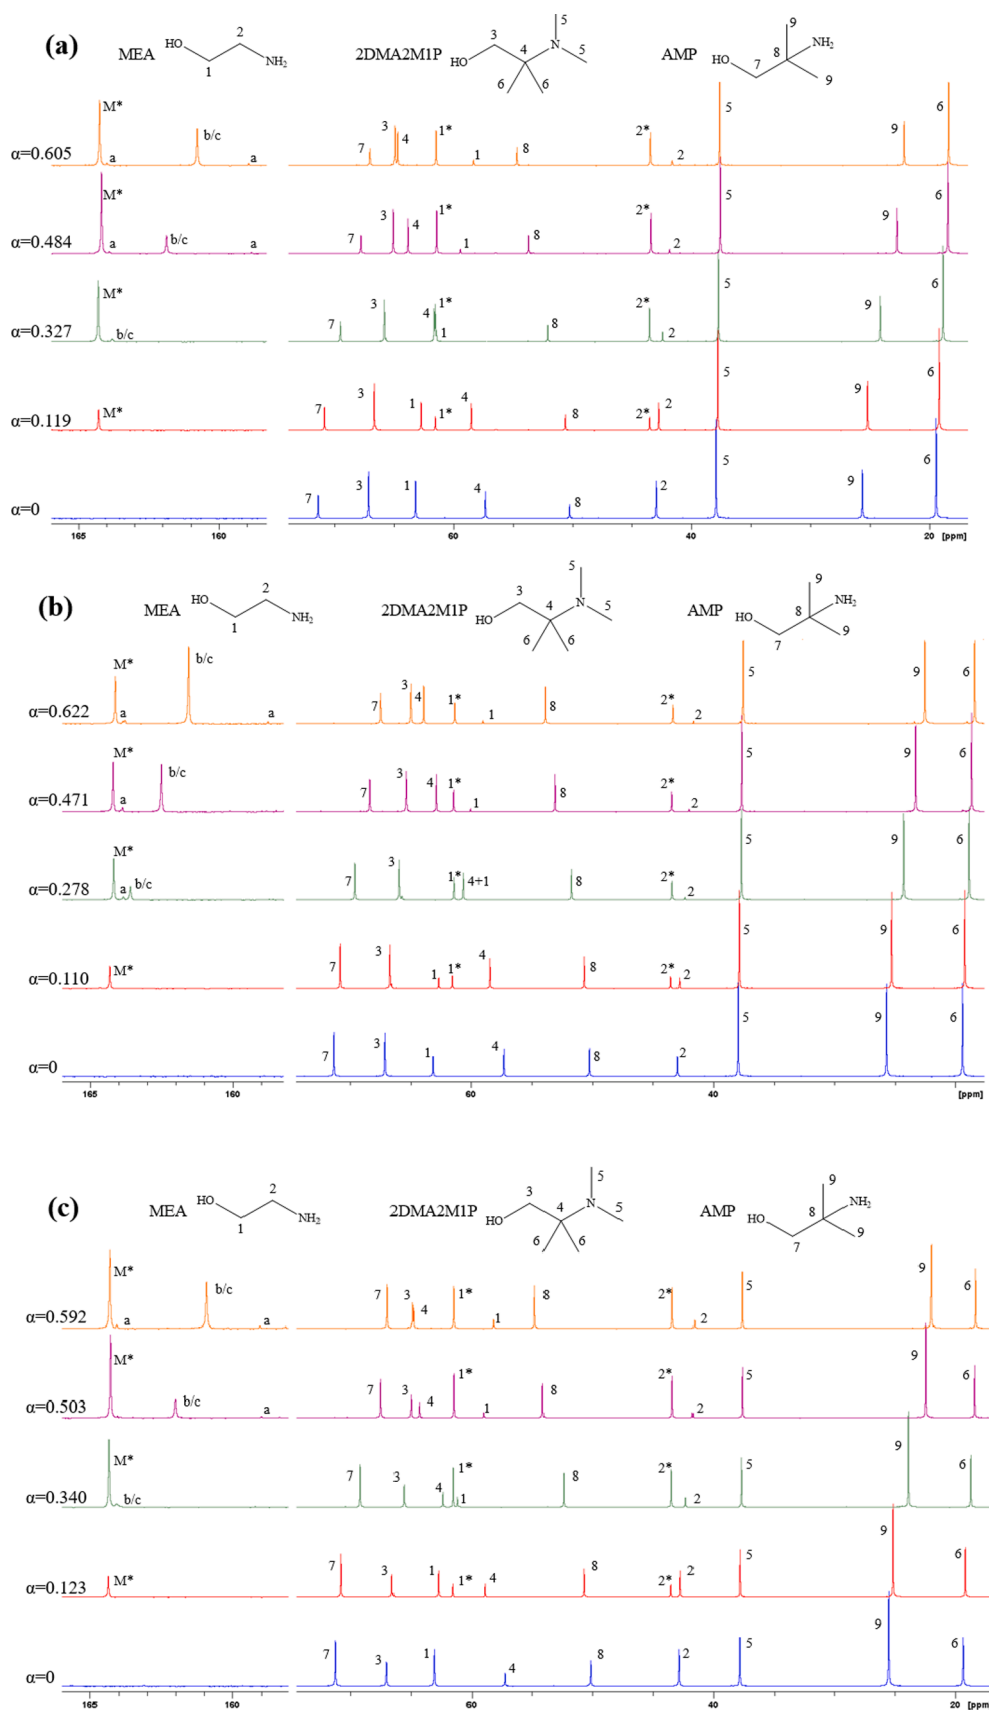 (a) MEA HO 2 1 NH₂ 2DMA2M1P HO 3 4 N 5 5 6 6 AMP HO 7 8 9 NH₂ 9
α=0.605 M* a b/c a 7 3 4 1* 1 8 2* 2 5 9 6
α=0.484 M* a b/c a 7 3 4 1* 1 8 2* 2 5 9 6
α=0.327 M* b/c 7 3 4 1* 1 8 2* 2 5 9 6
α=0.119 M* 7 3 1 1* 4 8 2* 2 5 9 6
α=0 7 3 1 4 8 2 5 9 6
165 160 60 40 20 [ppm]
(b) MEA HO 2 1 NH₂ 2DMA2M1P HO 3 4 N 5 5 6 6 AMP HO 7 8 9 NH₂ 9
α=0.622 M* a b/c a 7 3 4 1* 1 8 2* 2 5 9 6
α=0.471 M* a b/c 7 3 4 1* 1 8 2* 2 5 9 6
α=0.278 M* a b/c 7 3 1* 4+1 8 2* 2 5 9 6
α=0.110 M* 7 3 1 1* 4 8 2* 2 5 9 6
α=0 7 3 1 4 8 2 5 9 6
165 160 60 40 20 [ppm]
(c) MEA HO 2 1 NH₂ 2DMA2M1P HO 3 4 N 5 5 6 6 AMP HO 7 8 9 NH₂ 9
α=0.592 M* a b/c a 7 3 4 1* 1 8 2* 2 5 9 6
α=0.503 M* b/c a 7 3 4 1* 1 8 2* 2 5 9 6
α=0.340 M* b/c 7 3 4 1* 1 8 2* 2 5 9 6
α=0.123 M* 7 3 1 1* 4 8 2* 2 5 9 6
α=0 7 3 1 4 8 2 5 9 6
165 160 60 40 20 [ppm]